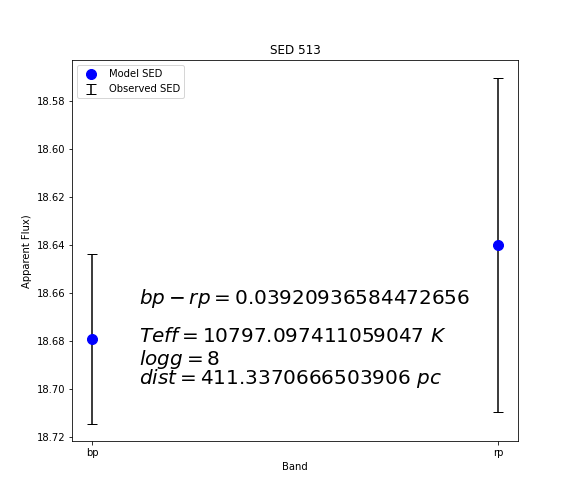 SED 513
Model SED
Observed SED
18.58
18.60
18.62
18.64
18.66
18.68
18.70
18.72
Apparent Flux)
bp − rp = 0.03920936584472656
Teff = 10797.097411059047 K
logg = 8
dist = 411.3370666503906 pc
bp
rp
Band